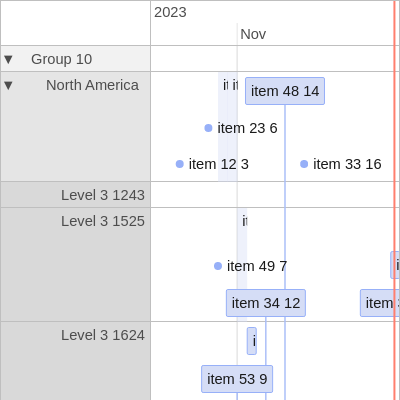 2023
Nov
▼ Group 10
▼ North America
item 48 14
item 23 6
item 12 3
item 33 16
Level 3 1243
Level 3 1525
item 49 7
item 34 12
item
Level 3 1624
item 53 9